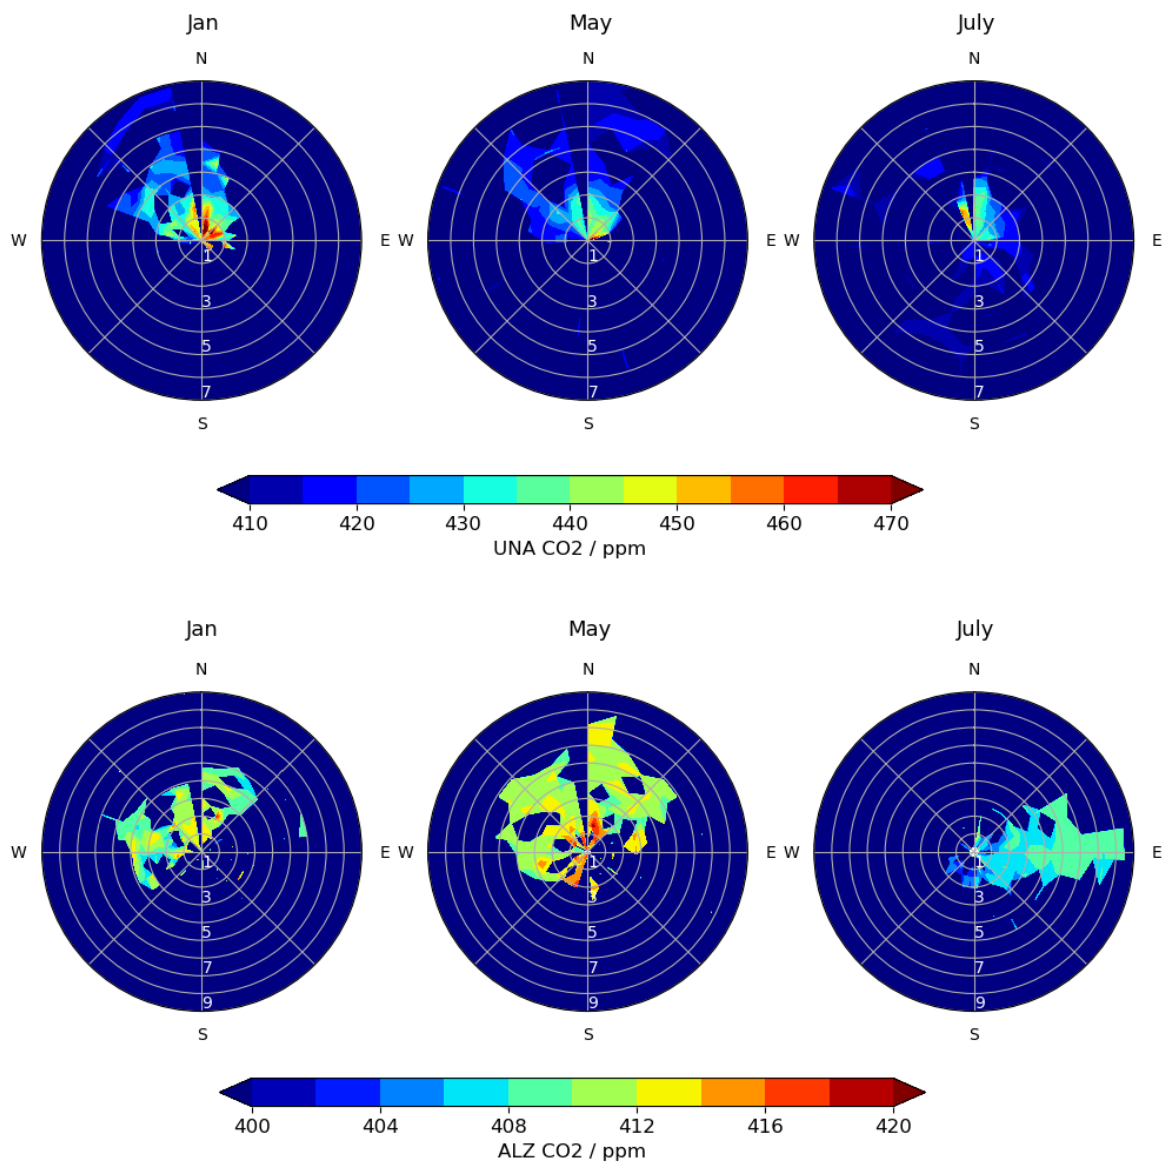 Jan May July
N N N
W E W E W E
1 1 1
3 3 3
5 5 5
7 7 7
S S S
410 420 430 440 450 460 470
UNA CO2 / ppm
Jan May July
N N N
W E W E W E
1 1 1
3 3 3
5 5 5
7 7 7
9 9 9
S S S
400 404 408 412 416 420
ALZ CO2 / ppm